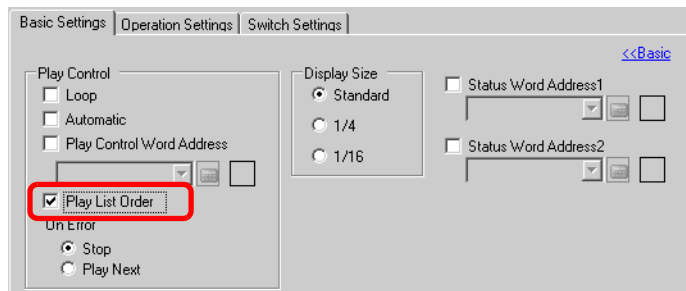 Basic Settings Operation Settings Switch Settings
<<Basic
Play Control
Loop
Automatic
Play Control Word Address
Play List Order
On Error
Stop
Play Next
Display Size
Standard
1/4
1/16
Status Word Address1
Status Word Address2